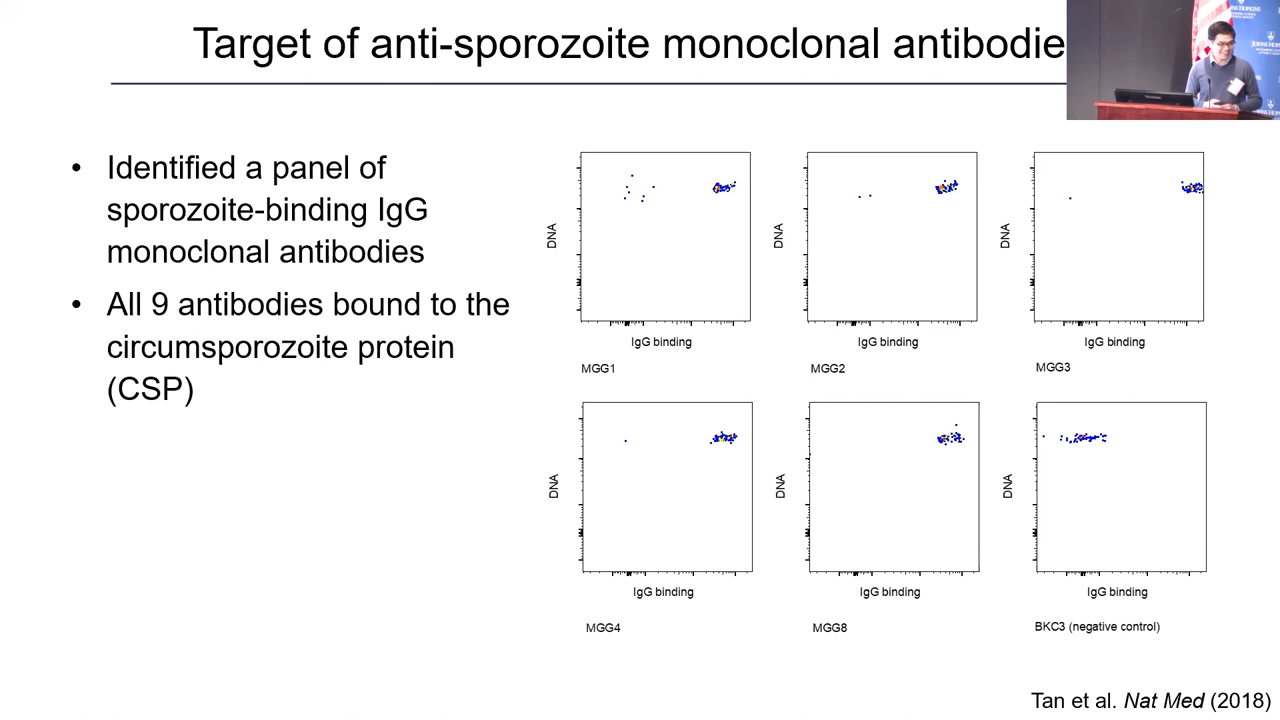 Target of anti-sporozoite monoclonal antibodie
JOHNS HOPKINS
• Identified a panel of
sporozoite-binding IgG
monoclonal antibodies
• All 9 antibodies bound to the
circumsporozoite protein
(CSP)
DNA
IgG binding
MGG1
DNA
IgG binding
MGG2
DNA
IgG binding
MGG3
DNA
IgG binding
MGG4
DNA
IgG binding
MGG8
DNA
IgG binding
BKC3 (negative control)
Tan et al. Nat Med (2018)